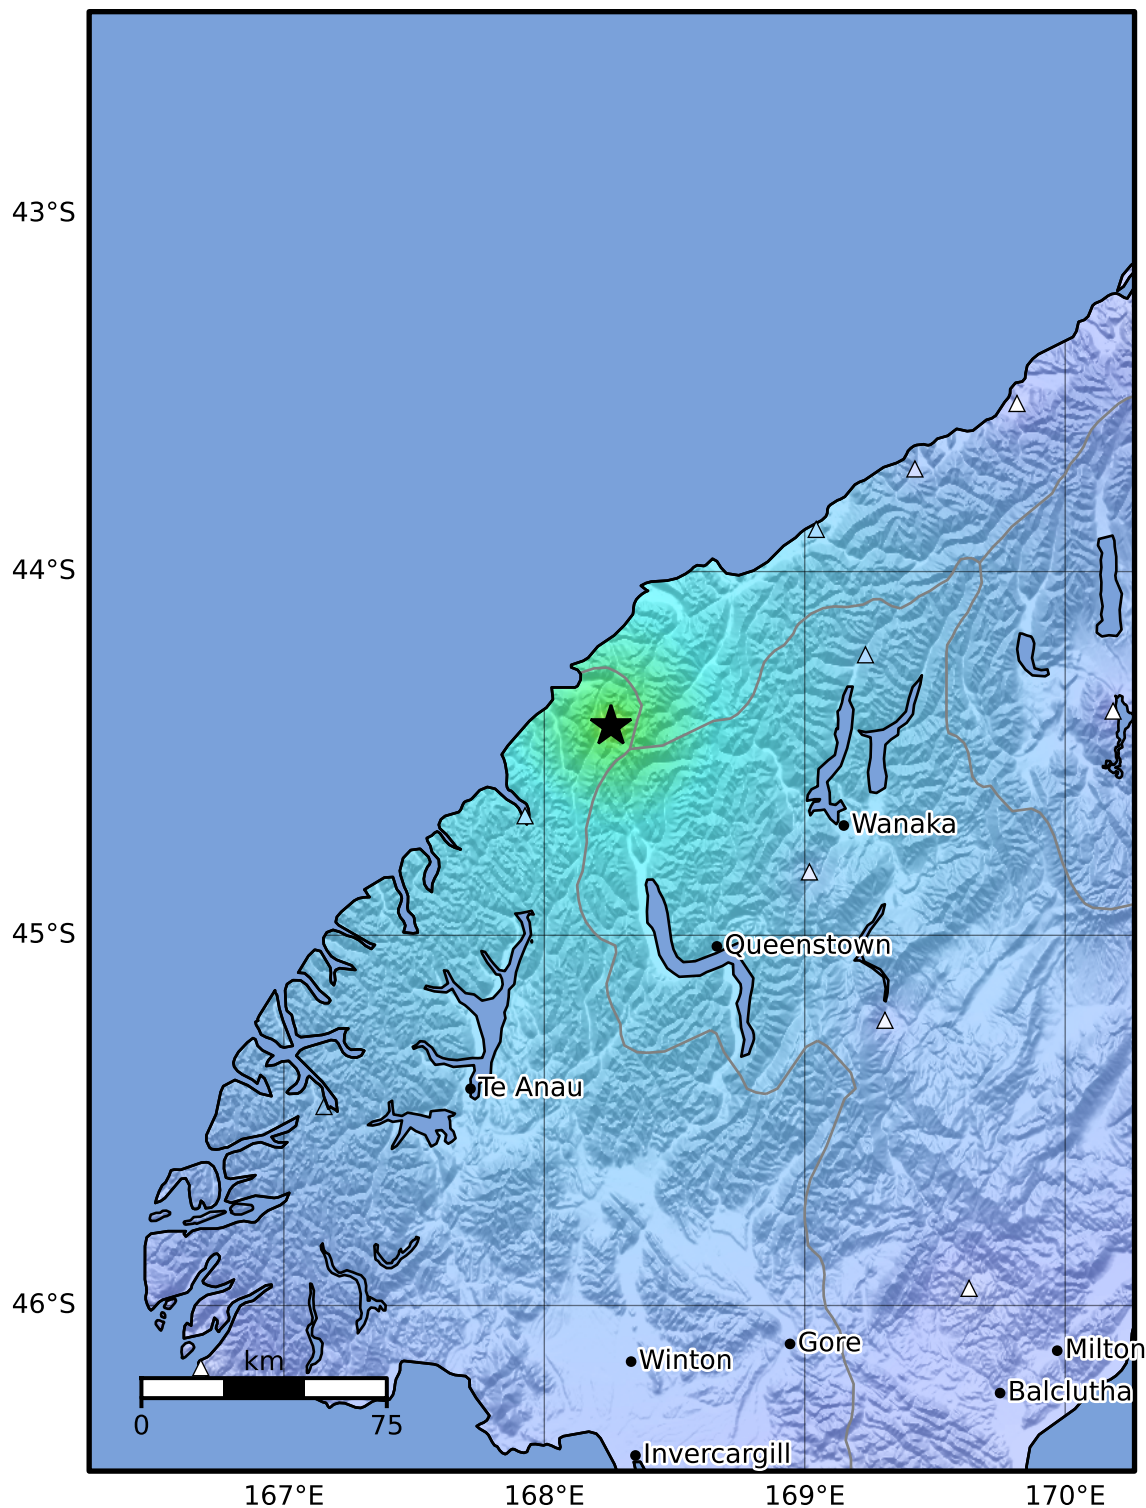 43°S
44°S
Wanaka
45°S
Queenstown
Te Anau
46°S
Gore
Milton
km
Winton
Balclutha
0 75
Invercargill
167°E 168°E 169°E 170°E